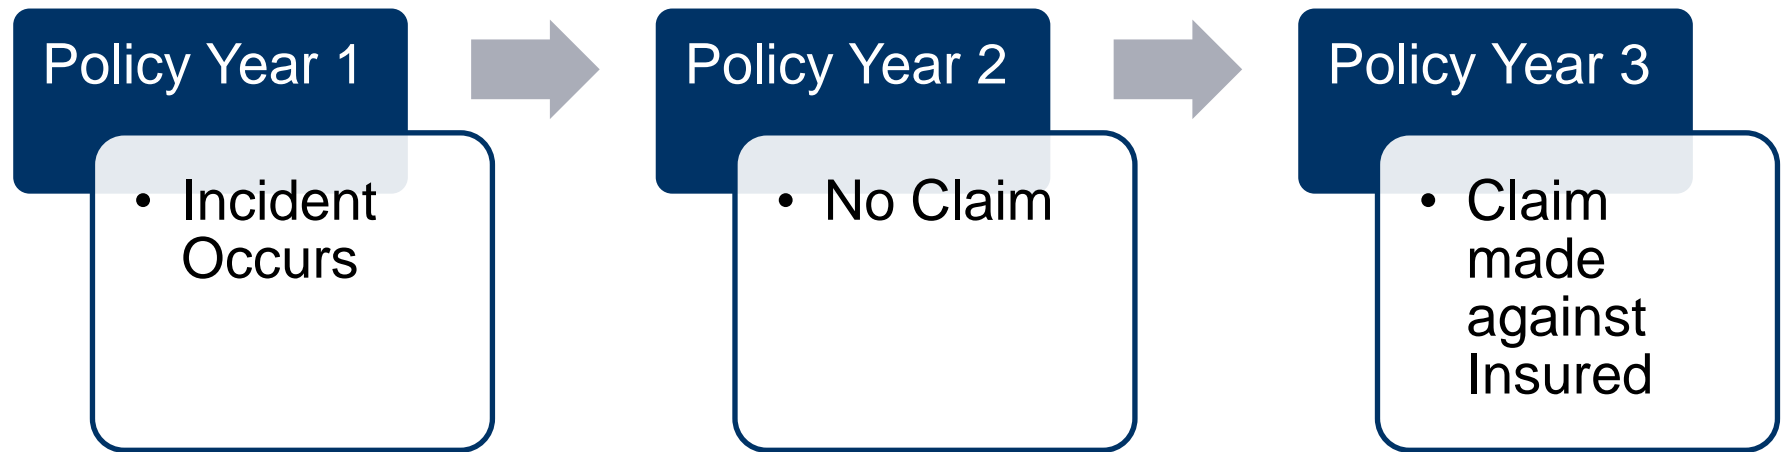 Policy Year 1
• Incident
Occurs
Policy Year 2
• No Claim
Policy Year 3
• Claim
made
against
Insured